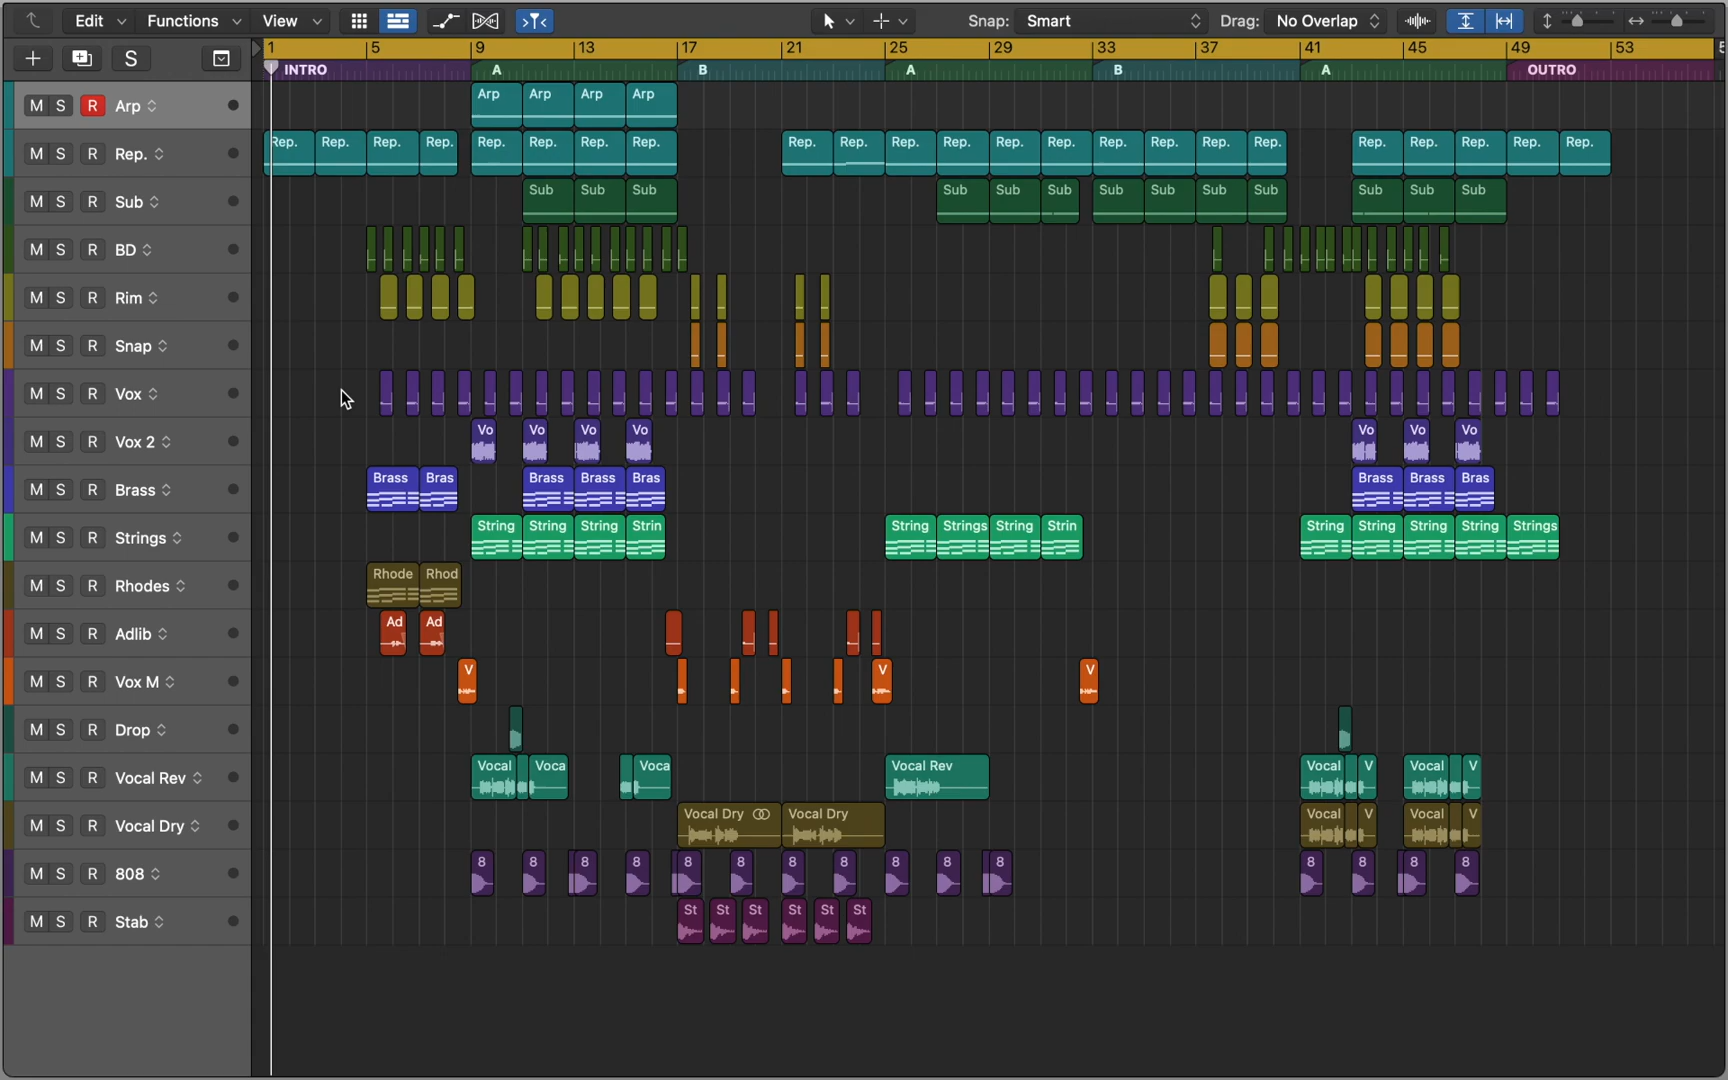 Edit Functions View Snap: Smart Drag: No Overlap
S 1 5 9 13 17 21 25 29 33 37 41 45 49 53
INTRO A B A B A OUTRO
M S R Arp Arp Arp Arp Arp
M S R Rep. Rep. Rep. Rep. Rep. Rep. Rep. Rep. Rep. Rep. Rep. Rep. Rep. Rep. Rep. Rep. Rep. Rep. Rep. Rep. Rep. Rep. Rep. Rep.
M S R Sub Sub Sub Sub Sub Sub Sub Sub Sub Sub Sub Sub Sub Sub
M S R BD
M S R Rim
M S R Snap
M S R Vox
M S R Vox 2 Vo Vo Vo Vo Vo Vo Vo
M S R Brass Brass Bras Brass Brass Bras Brass Brass Bras
M S R Strings String String String Strin String Strings String Strin String String String String Strings
M S R Rhodes Rhode Rhod
M S R Adlib Ad Ad
M S R Vox M V V V
M S R Drop
M S R Vocal Rev Vocal Voca Voca Vocal Rev Vocal V Vocal V
M S R Vocal Dry Vocal Dry Vocal Dry Vocal V Vocal V
M S R 808 8 8 8 8 8 8 8 8 8 8 8 8 8 8 8
M S R Stab St St St St St St